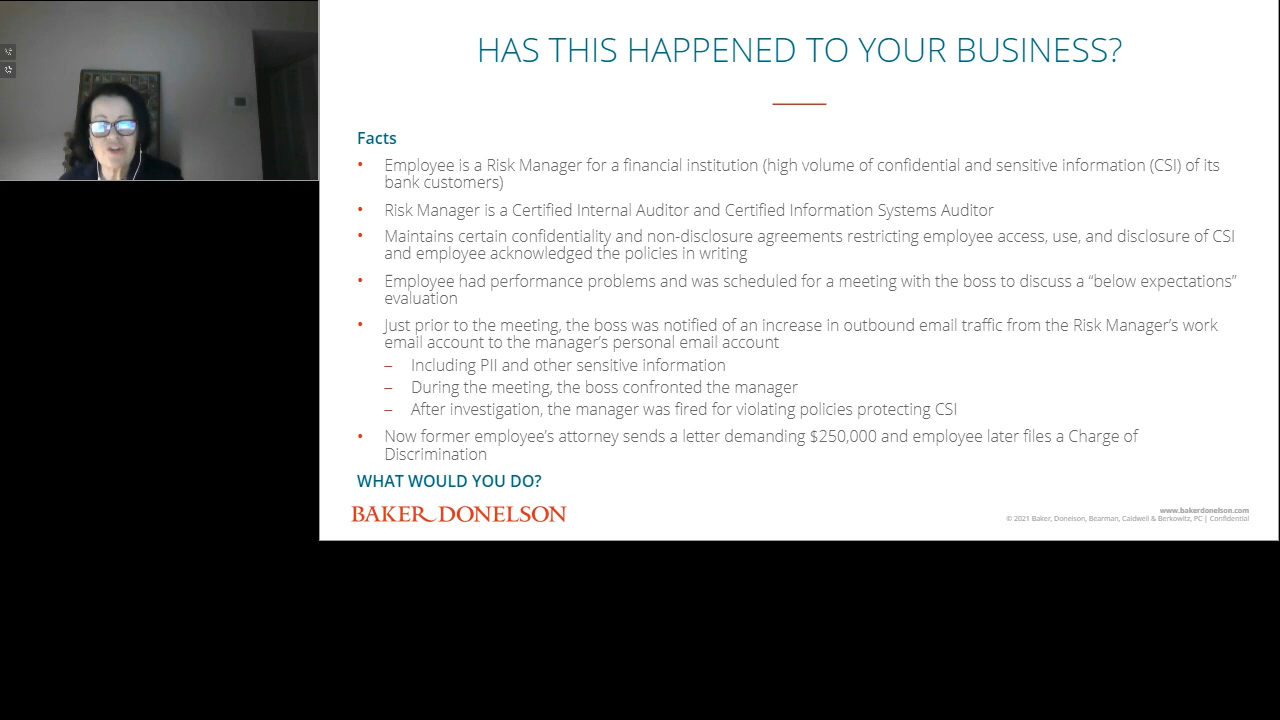 HAS THIS HAPPENED TO YOUR BUSINESS?
Facts
• Employee is a Risk Manager for a financial institution (high volume of confidential and sensitive information (CSI) of its
bank customers)
• Risk Manager is a Certified Internal Auditor and Certified Information Systems Auditor
• Maintains certain confidentiality and non-disclosure agreements restricting employee access, use, and disclosure of CSI
and employee acknowledged the policies in writing
• Employee had performance problems and was scheduled for a meeting with the boss to discuss a “below expectations”
evaluation
• Just prior to the meeting, the boss was notified of an increase in outbound email traffic from the Risk Manager’s work
email account to the manager’s personal email account
– Including PII and other sensitive information
– During the meeting, the boss confronted the manager
– After investigation, the manager was fired for violating policies protecting CSI
• Now former employee’s attorney sends a letter demanding $250,000 and employee later files a Charge of
Discrimination
WHAT WOULD YOU DO?
BAKER DONELSON
www.bakerdonelson.com
© 2021 Baker, Donelson, Bearman, Caldwell & Berkowitz, PC | Confidential